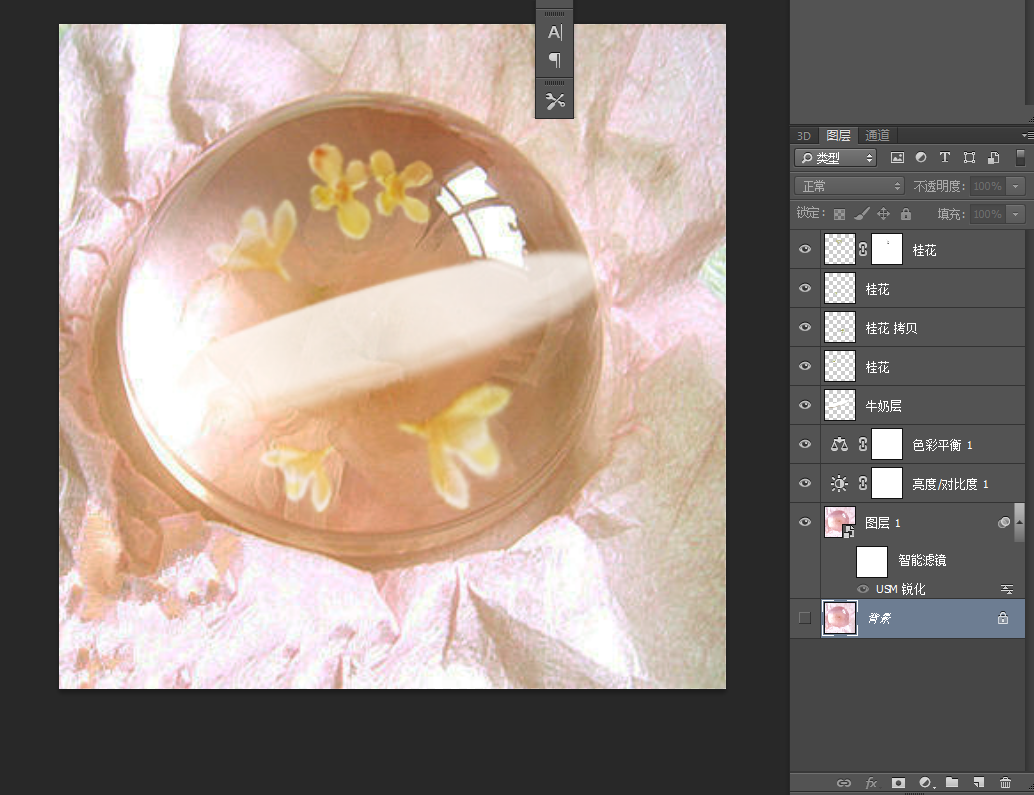 A|
3D 图层 通道
类型 T
正常 不透明度: 100%
锁定: 填充: 100%
桂花
桂花
桂花 拷贝
桂花
牛奶层
色彩平衡 1
亮度/对比度 1
图层 1
智能滤镜
USM 锐化
背景
fx